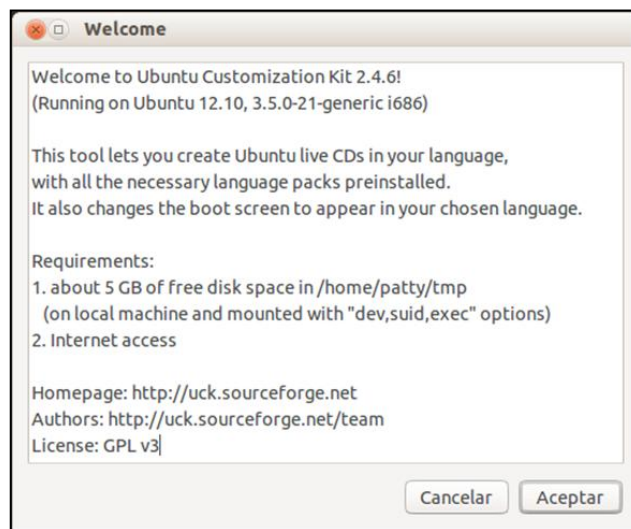 Welcome
Welcome to Ubuntu Customization Kit 2.4.6!
(Running on Ubuntu 12.10, 3.5.0-21-generic i686)
This tool lets you create Ubuntu live CDs in your language,
with all the necessary language packs preinstalled.
It also changes the boot screen to appear in your chosen language.
Requirements:
1. about 5 GB of free disk space in /home/patty/tmp
(on local machine and mounted with "dev,suid,exec" options)
2. Internet access
Homepage: http://uck.sourceforge.net
Authors: http://uck.sourceforge.net/team
License: GPL v3
Cancelar Aceptar